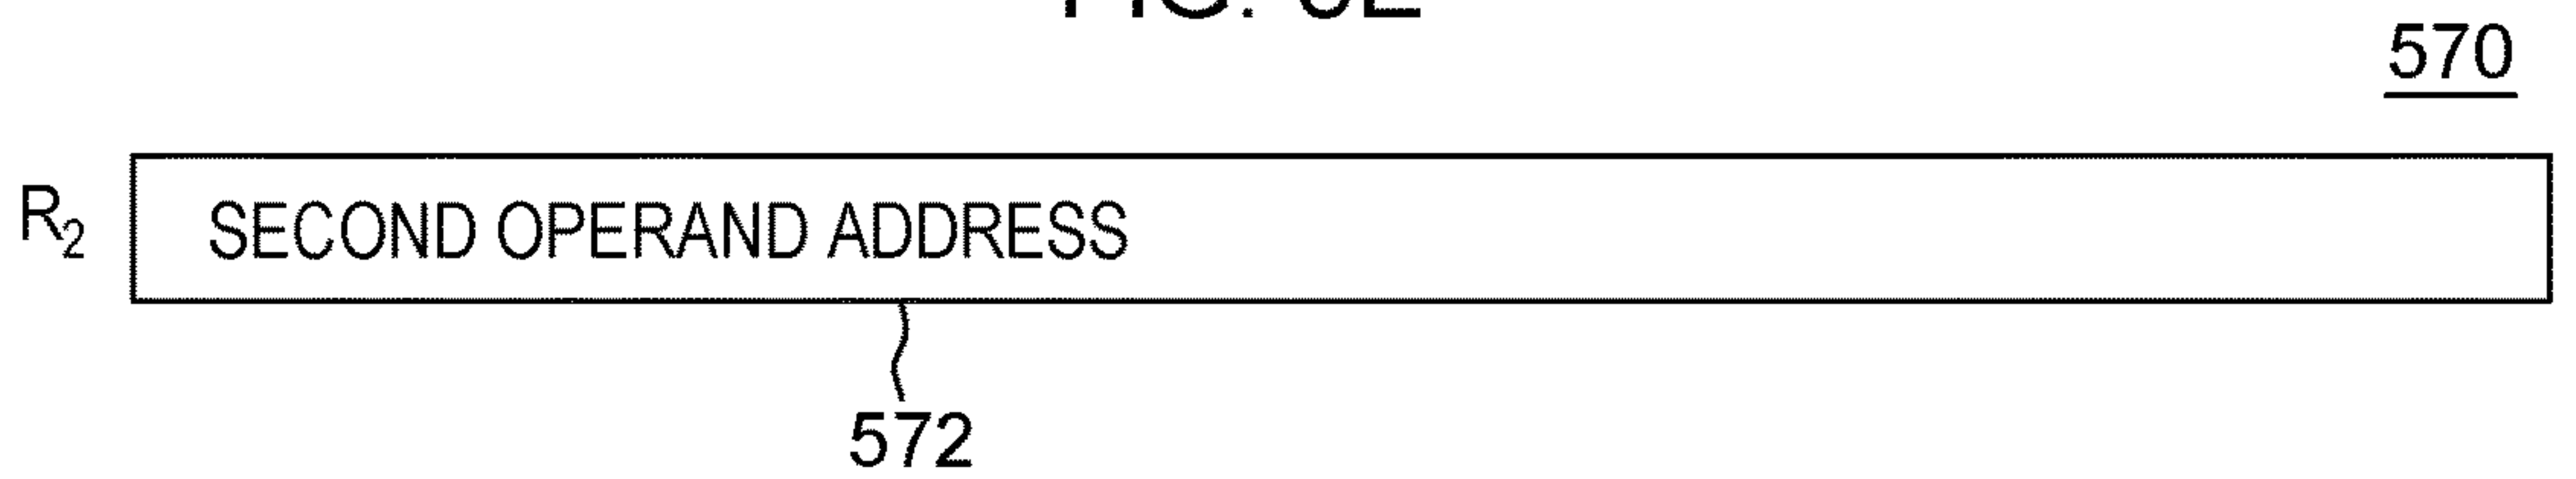 570
R₂ SECOND OPERAND ADDRESS
572